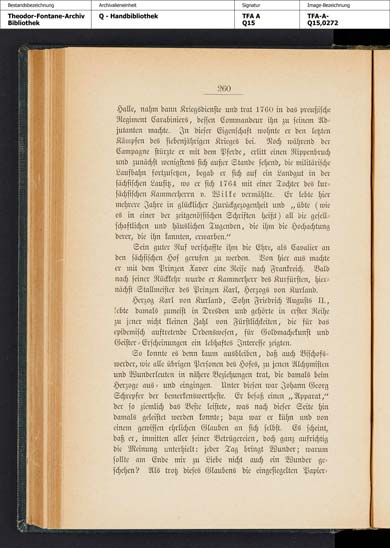 Bestandsbezeichnung
Archivalieneinheit
Signatur
Image-Bezeichnung
Theodor-Fontane-Archiv
Bibliothek
Q - Handbibliothek
TFA A
Q15
TFA-A-
Q15,0272
260
Halle, nahm dann Kriegsdienste und trat 1760 in das preußische
Regiment Carabiniers, dessen Commandeur ihn zu seinem Ad-
jutanten machte. In dieser Eigenschaft wohnte er den letzten
Kämpfen des siebenjährigen Krieges bei. Noch während der
Campagne stürzte er mit dem Pferde, erlitt einen Rippenbruch
und zunächst wenigstens sich außer Stande sehend, die militärische
Laufbahn fortzusetzen, begab er sich auf ein Landgut in der
sächsischen Lausitz, wo er sich 1764 mit einer Tochter des kur-
sächsischen Kammerherrn v. Wilke vermählte. Er lebte hier
mehrere Jahre in glücklicher Zurückgezogenheit und „übte (wie
es in einer der zeitgenössischen Schriften heißt) all die gesell-
schaftlichen und häuslichen Tugenden, die ihm die Hochachtung
derer, die ihn kannten, erwarben.“
Sein guter Ruf verschaffte ihm die Ehre, als Cavalier an
den sächsischen Hof gerufen zu werden. Von hier aus machte
er mit dem Prinzen Xaver eine Reise nach Frankreich. Bald
nach seiner Rückkehr wurde er Kammerherr des Kurfürsten, hier-
nächst Stallmeister des Prinzen Karl, Herzogs von Kurland.
Herzog Karl von Kurland, Sohn Friedrich Augusts II.,
lebte damals zumeist in Dresden und gehörte in erster Reihe
zu jener nicht kleinen Zahl von Fürstlichkeiten, die für das
epidemisch auftretende Ordenswesen, für Goldmachekunst und
Geister-Erscheinungen ein lebhaftes Interesse zeigten.
So konnte es denn kaum ausbleiben, daß auch Bischofs-
werder, wie alle übrigen Personen des Hofes, zu jenen Alchymisten
und Wunderleuten in nähere Beziehungen trat, die damals beim
Herzoge aus- und eingingen. Unter diesen war Johann Georg
Schrepfer der bemerkenswertheste. Er besaß einen „Apparat,“
der so ziemlich das Beste leistete, was nach dieser Seite hin
damals geleistet werden konnte; dazu war er kühn und von
einem gewissen ehrlichen Glauben an sich selbst. Es scheint,
daß er, inmitten aller seiner Betrügereien, doch ganz aufrichtig
die Meinung unterhielt: jeder Tag bringt Wunder; warum
sollte am Ende mir zu Liebe nicht auch ein Wunder ge-
schehen? Als trotz dieses Glaubens die eingesiegelten Papier-